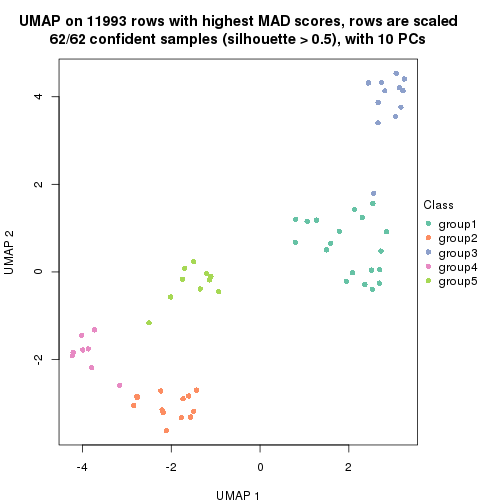 UMAP on 11993 rows with highest MAD scores, rows are scaled
62/62 confident samples (silhouette > 0.5), with 10 PCs
4
2
0
-2
UMAP 2
-4
-2
0
2
UMAP 1
Class
group1
group2
group3
group4
group5